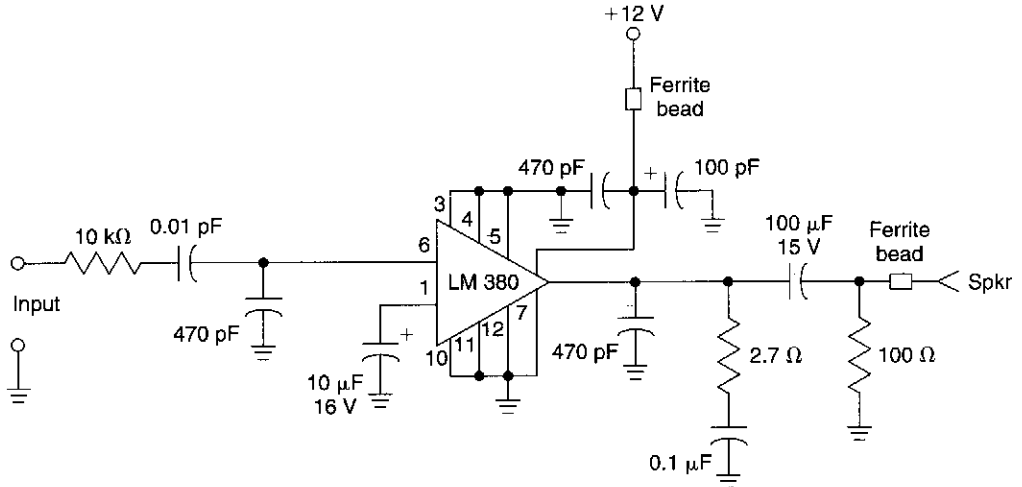 +12 V
Ferrite
bead
470 pF
+
100 pF
3
4
5
0.01 pF
10 kΩ
6
100 μF
15 V
Ferrite
bead
LM 380
Spkr
Input
1
7
12
11
10
+
470 pF
470 pF
2.7 Ω
100 Ω
10 μF
16 V
0.1 μF